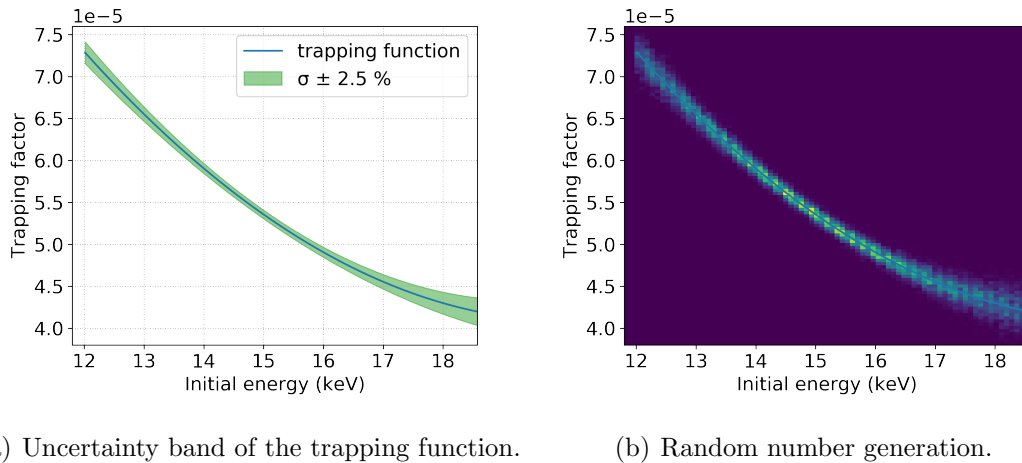 1e−5
7.5
7.0
6.5
6.0
5.5
5.0
4.5
4.0
Trapping factor
trapping function
σ ± 2.5 %
12 13 14 15 16 17 18
Initial energy (keV)
) Uncertainty band of the trapping function.
1e−5
7.5
7.0
6.5
6.0
5.5
5.0
4.5
4.0
Trapping factor
12 13 14 15 16 17 18
Initial energy (keV)
(b) Random number generation.